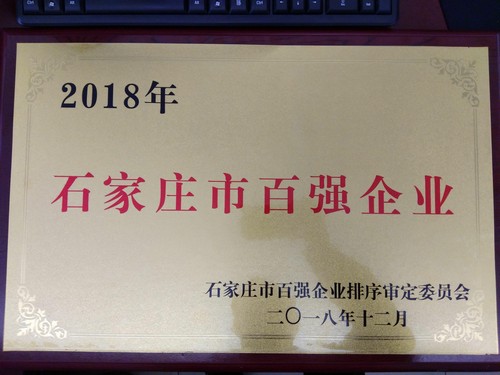 2018年
石家庄市百强企业
石家庄市百强企业排序审定委员会
二〇一八年十二月